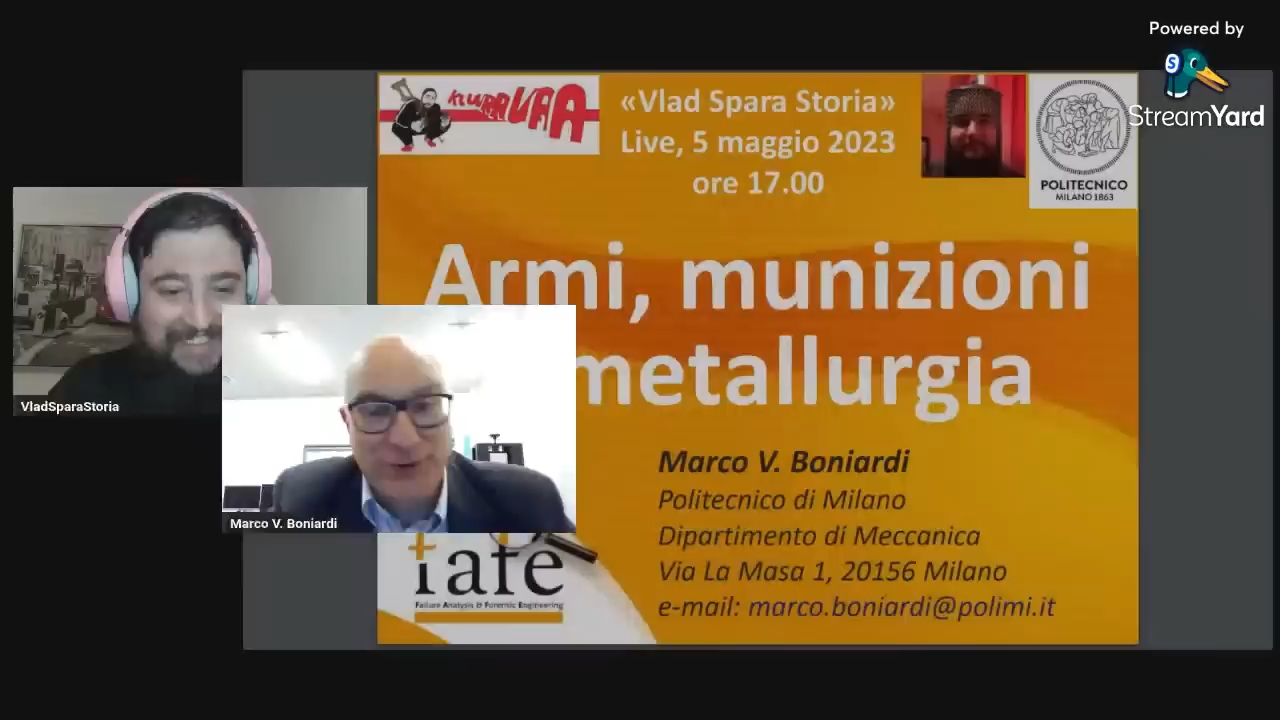 Powered by
StreamYard
«Vlad Spara Storia»
Live, 5 maggio 2023
ore 17.00
POLITECNICO
MILANO 1863
Armi, munizioni
metallurgia
VladSparaStoria
Marco V. Boniardi
Marco V. Boniardi
Politecnico di Milano
Dipartimento di Meccanica
Via La Masa 1, 20156 Milano
e-mail: marco.boniardi@polimi.it
fafe
Failure Analysis & Forensic Engineering